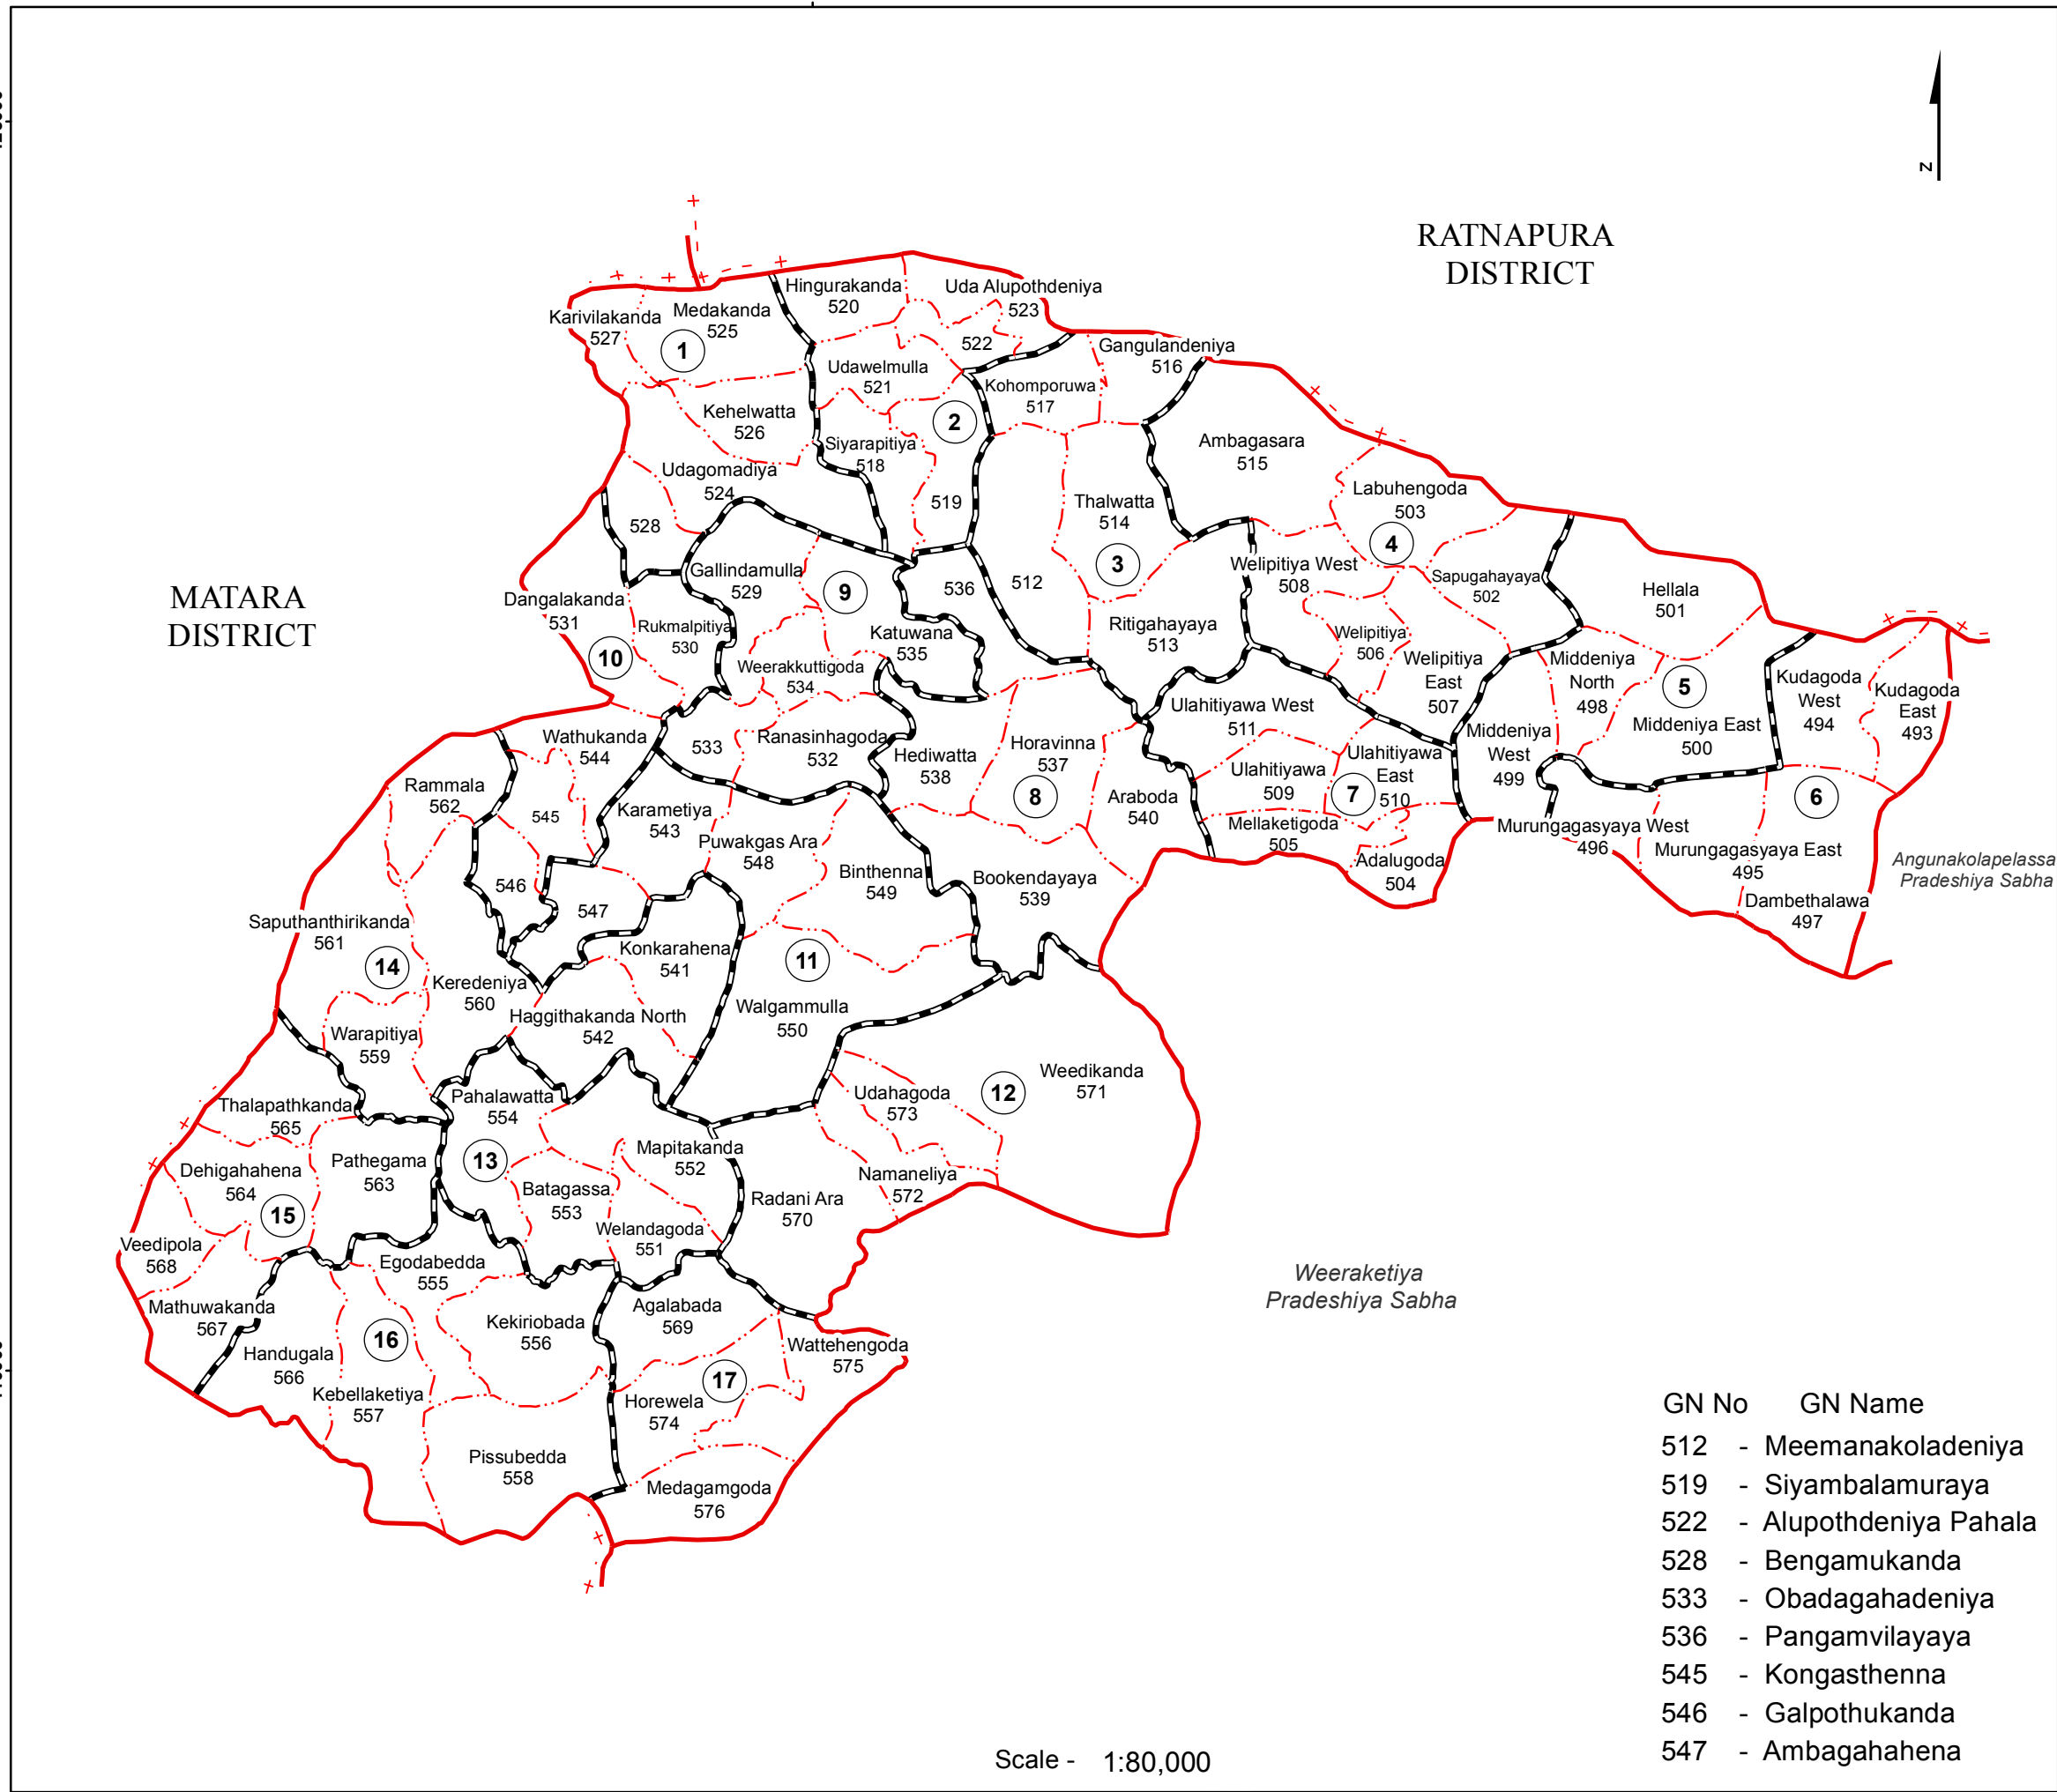 RATNAPURA
DISTRICT
MATARA
DISTRICT
N
Hingurakanda
520
Uda Alupothdeniya
523
Medakanda
525
Karivilakanda
527
1
522
Gangulandeniya
516
Udawelmulla
521
Kohomporuwa
517
Kehelwatta
526
2
Siyarapitiya
518
Ambagasara
515
Udagomadiya
524
519
Labuhengoda
503
Thalwatta
514
528
4
3
Gallindamulla
529
9
536
512
Welipitiya West
508
Sapugahayaya
502
Hellala
501
Dangalakanda
531
Rukmalpitiya
530
Katuwana
535
Ritigahayaya
513
Welipitiya
506
10
Weerakkuttigoda
534
Welipitiya
East
507
Middeniya
North
498
5
Kudagoda
West
494
Kudagoda
East
493
Ulahitiyawa West
511
Middeniya East
500
Middeniya
West
499
Wathukanda
544
533
Ranasinhagoda
532
Hediwatta
538
Horavinna
537
Ulahitiyawa
East
510
Ulahitiyawa
509
7
8
6
Rammala
562
545
Karametiya
543
Araboda
540
Mellaketigoda
505
Murungagasyaya West
496
Puwakgas Ara
548
Murungagasyaya East
495
Adalugoda
504
Angunakolapelassa
Pradeshiya Sabha
Binthenna
549
Bookendayaya
539
546
547
Dambethalawa
497
Saputhanthirikanda
561
Konkarahena
541
14
11
Keredeniya
560
Haggithakanda North
542
Walgammulla
550
Warapitiya
559
Weedikanda
571
Udahagoda
573
12
Thalapathkanda
565
Pahalawatta
554
Mapitakanda
552
Pathegama
563
13
Dehigahahena
564
Namaneliya
572
Batagassa
553
Radani Ara
570
15
Welandagoda
551
Veedipola
568
Egodabedda
555
Weeraketiya
Pradeshiya Sabha
Mathuwakanda
567
Agalabada
569
Kekiriobada
556
16
Wattehengoda
575
Handugala
566
Kebellaketiya
557
17
Horewela
574
Pissubedda
558
Medagamgoda
576
GN No GN Name
512 - Meemanakoladeniya
519 - Siyambalamuraya
522 - Alupothdeniya Pahala
528 - Bengamukanda
533 - Obadagahadeniya
536 - Pangamvilayaya
545 - Kongasthenna
546 - Galpothukanda
547 - Ambagahahena
Scale - 1:80,000